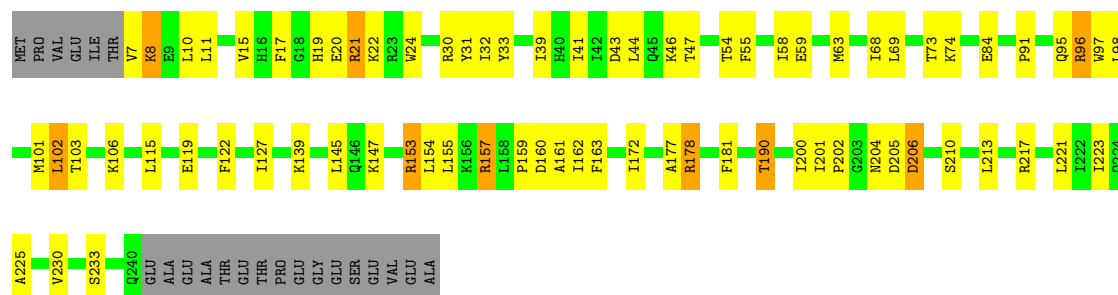 MET PRO VAL GLU ILE THR V7 K8 E9 L10 L11 V15 H16 F17 G18 H19 E20 R21 K22 R23 W24 R30 Y31 I32 Y33 I39 H40 I41 I42 D43 L44 Q45 K46 T47 T54 F55 I58 E59 M63 I68 L69 T73 K74 E84 P91 Q95 R96 W97
M101 L102 T103 K106 L115 E119 F122 I127 K139 L145 Q146 K147 R153 L154 L155 K156 R157 L158 P159 D160 A161 I162 F163 I172 A177 R178 F181 T190 I200 I201 P202 G203 N204 D205 D206 S210 L213 R217 L221 I222 I223
A225 V230 S233 Q240 GLU ALA GLU ALA THR GLU THR PRO GLU GLY GLU SER GLU VAL GLU ALA